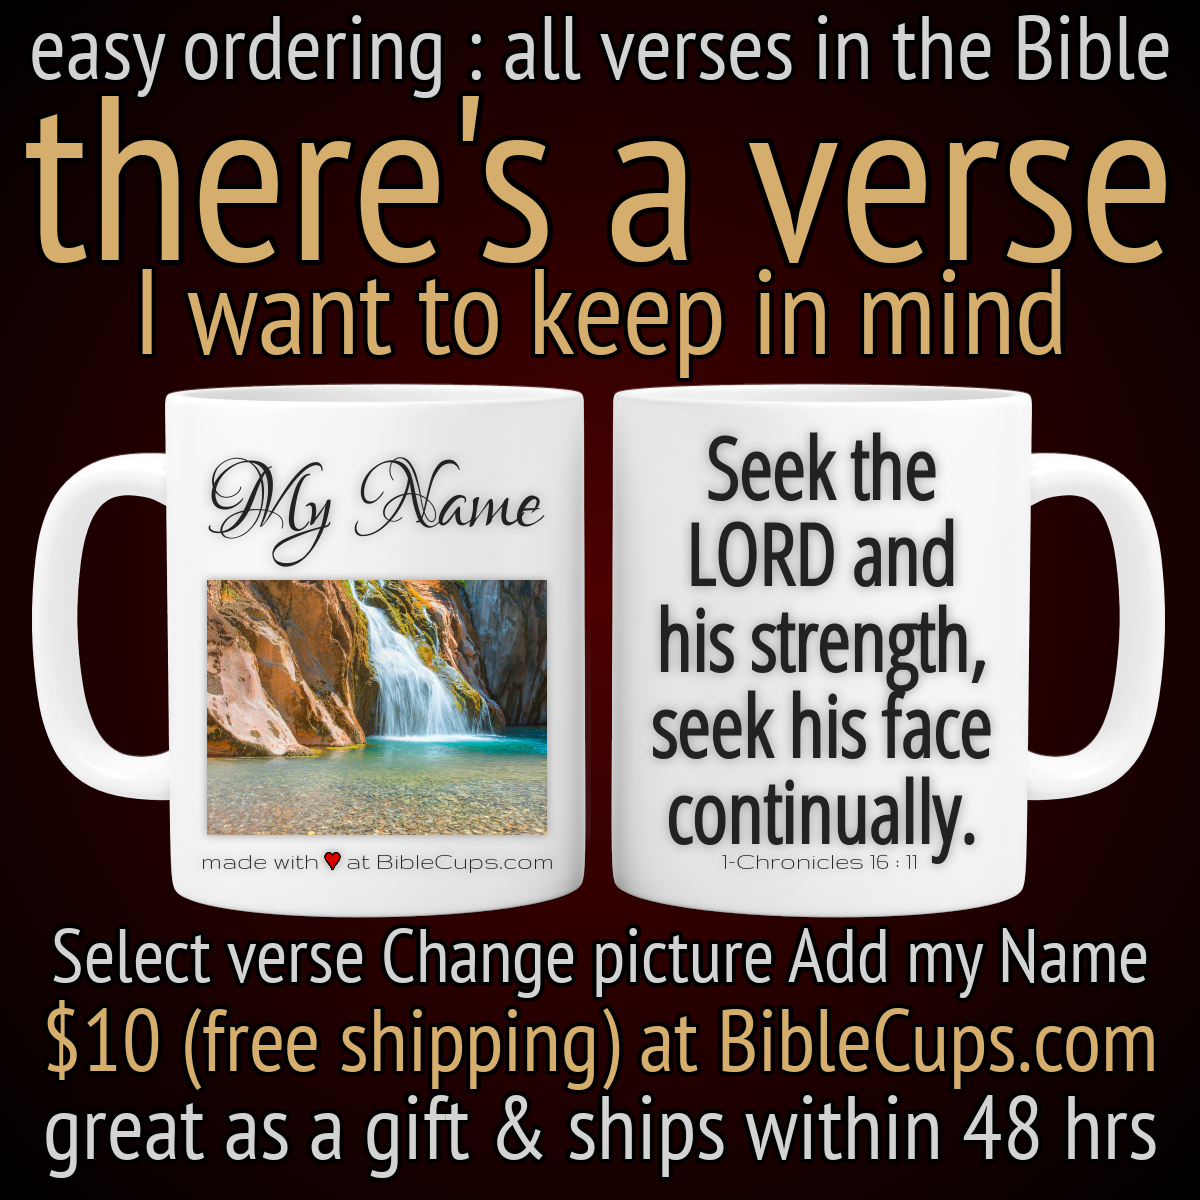 easy ordering : all verses in the Bible
there's a verse
I want to keep in mind
My Name
made with at BibleCups.com
Seek the
LORD and
his strength,
seek his face
continually.
1-Chronicles 16 : 11
Select verse Change picture Add my Name
$10 (free shipping) at BibleCups.com
great as a gift & ships within 48 hrs